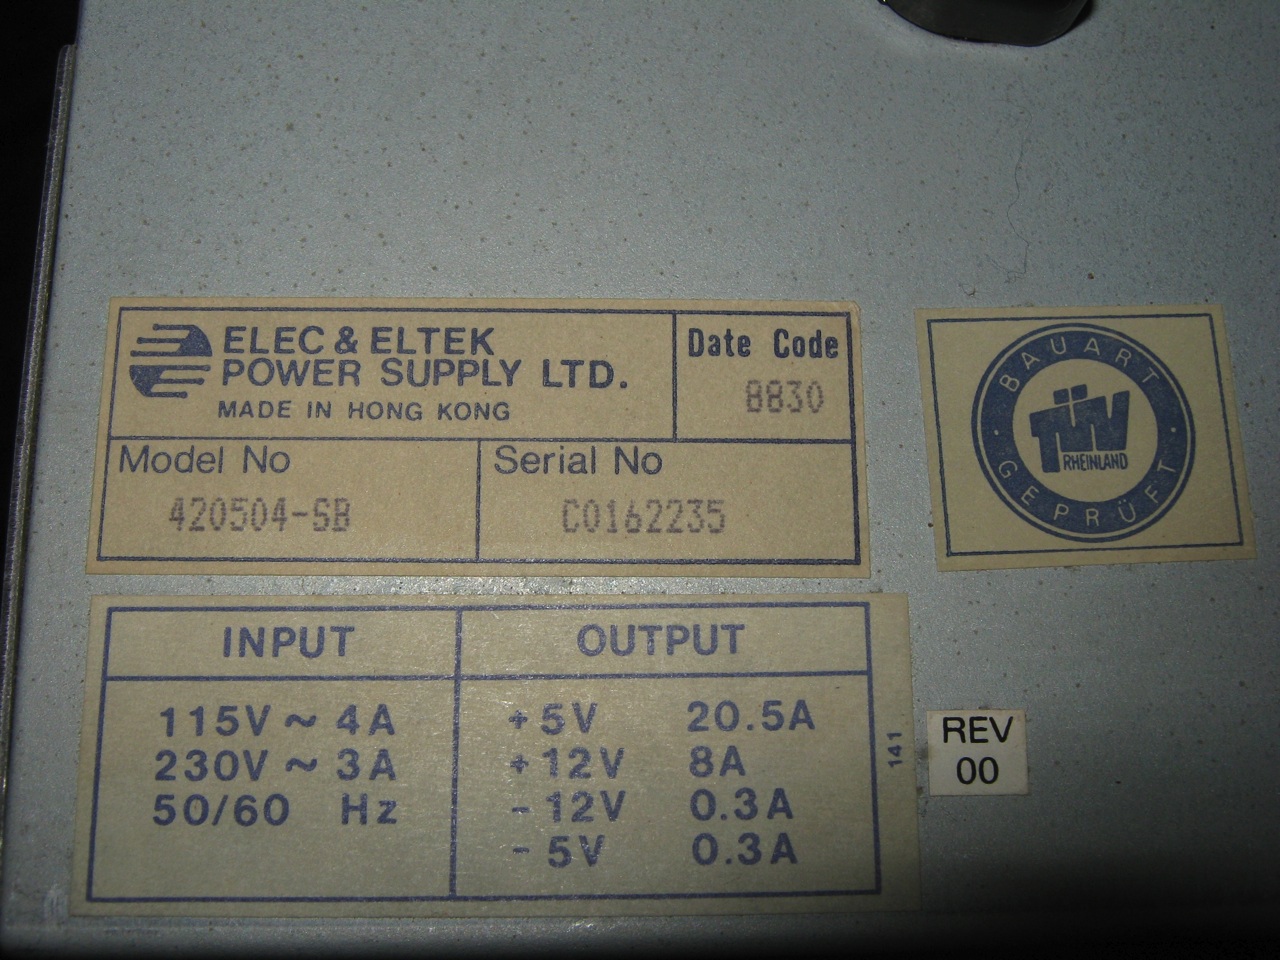 ELEC & ELTEK
POWER SUPPLY LTD.
MADE IN HONG KONG
Date Code
8830
Model No
420504-SB
Serial No
C0162235
BAUART
TÜV
RHEINLAND
GEPRÜFT
INPUT
115V ~ 4A
230V ~ 3A
50/60 Hz
OUTPUT
+5V 20.5A
+12V 8A
-12V 0.3A
-5V 0.3A
141
REV
00